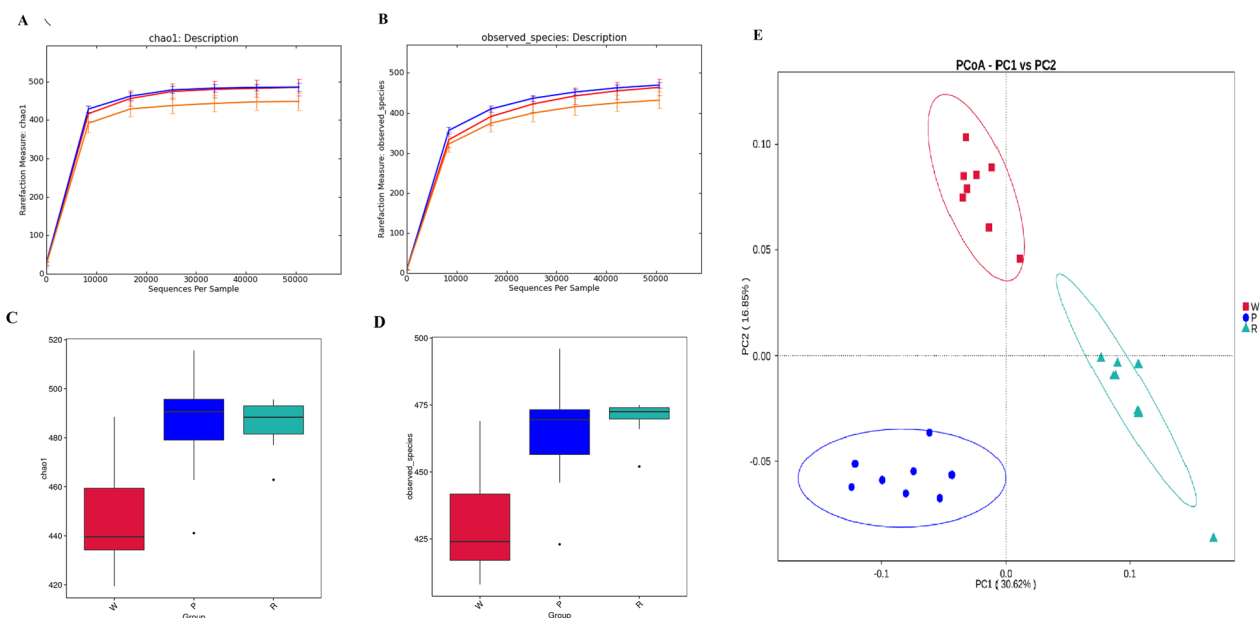 A
chao1: Description
Rarefaction Measure: chao1
500
400
300
200
100
0
0 10000 20000 30000 40000 50000
Sequences Per Sample
B
observed_species: Description
Rarefaction Measure: observed_species
500
400
300
200
100
0
0 10000 20000 30000 40000 50000
Sequences Per Sample
C
chao1
520
500
480
460
440
420
W P R
Group
D
observed_species
500
475
450
425
W P R
Group
E
PCoA - PC1 vs PC2
PC2 ( 16.85% )
0.10
0.05
0.00
-0.05
-0.1 0.0 0.1
PC1 ( 30.62%)
W
P
R